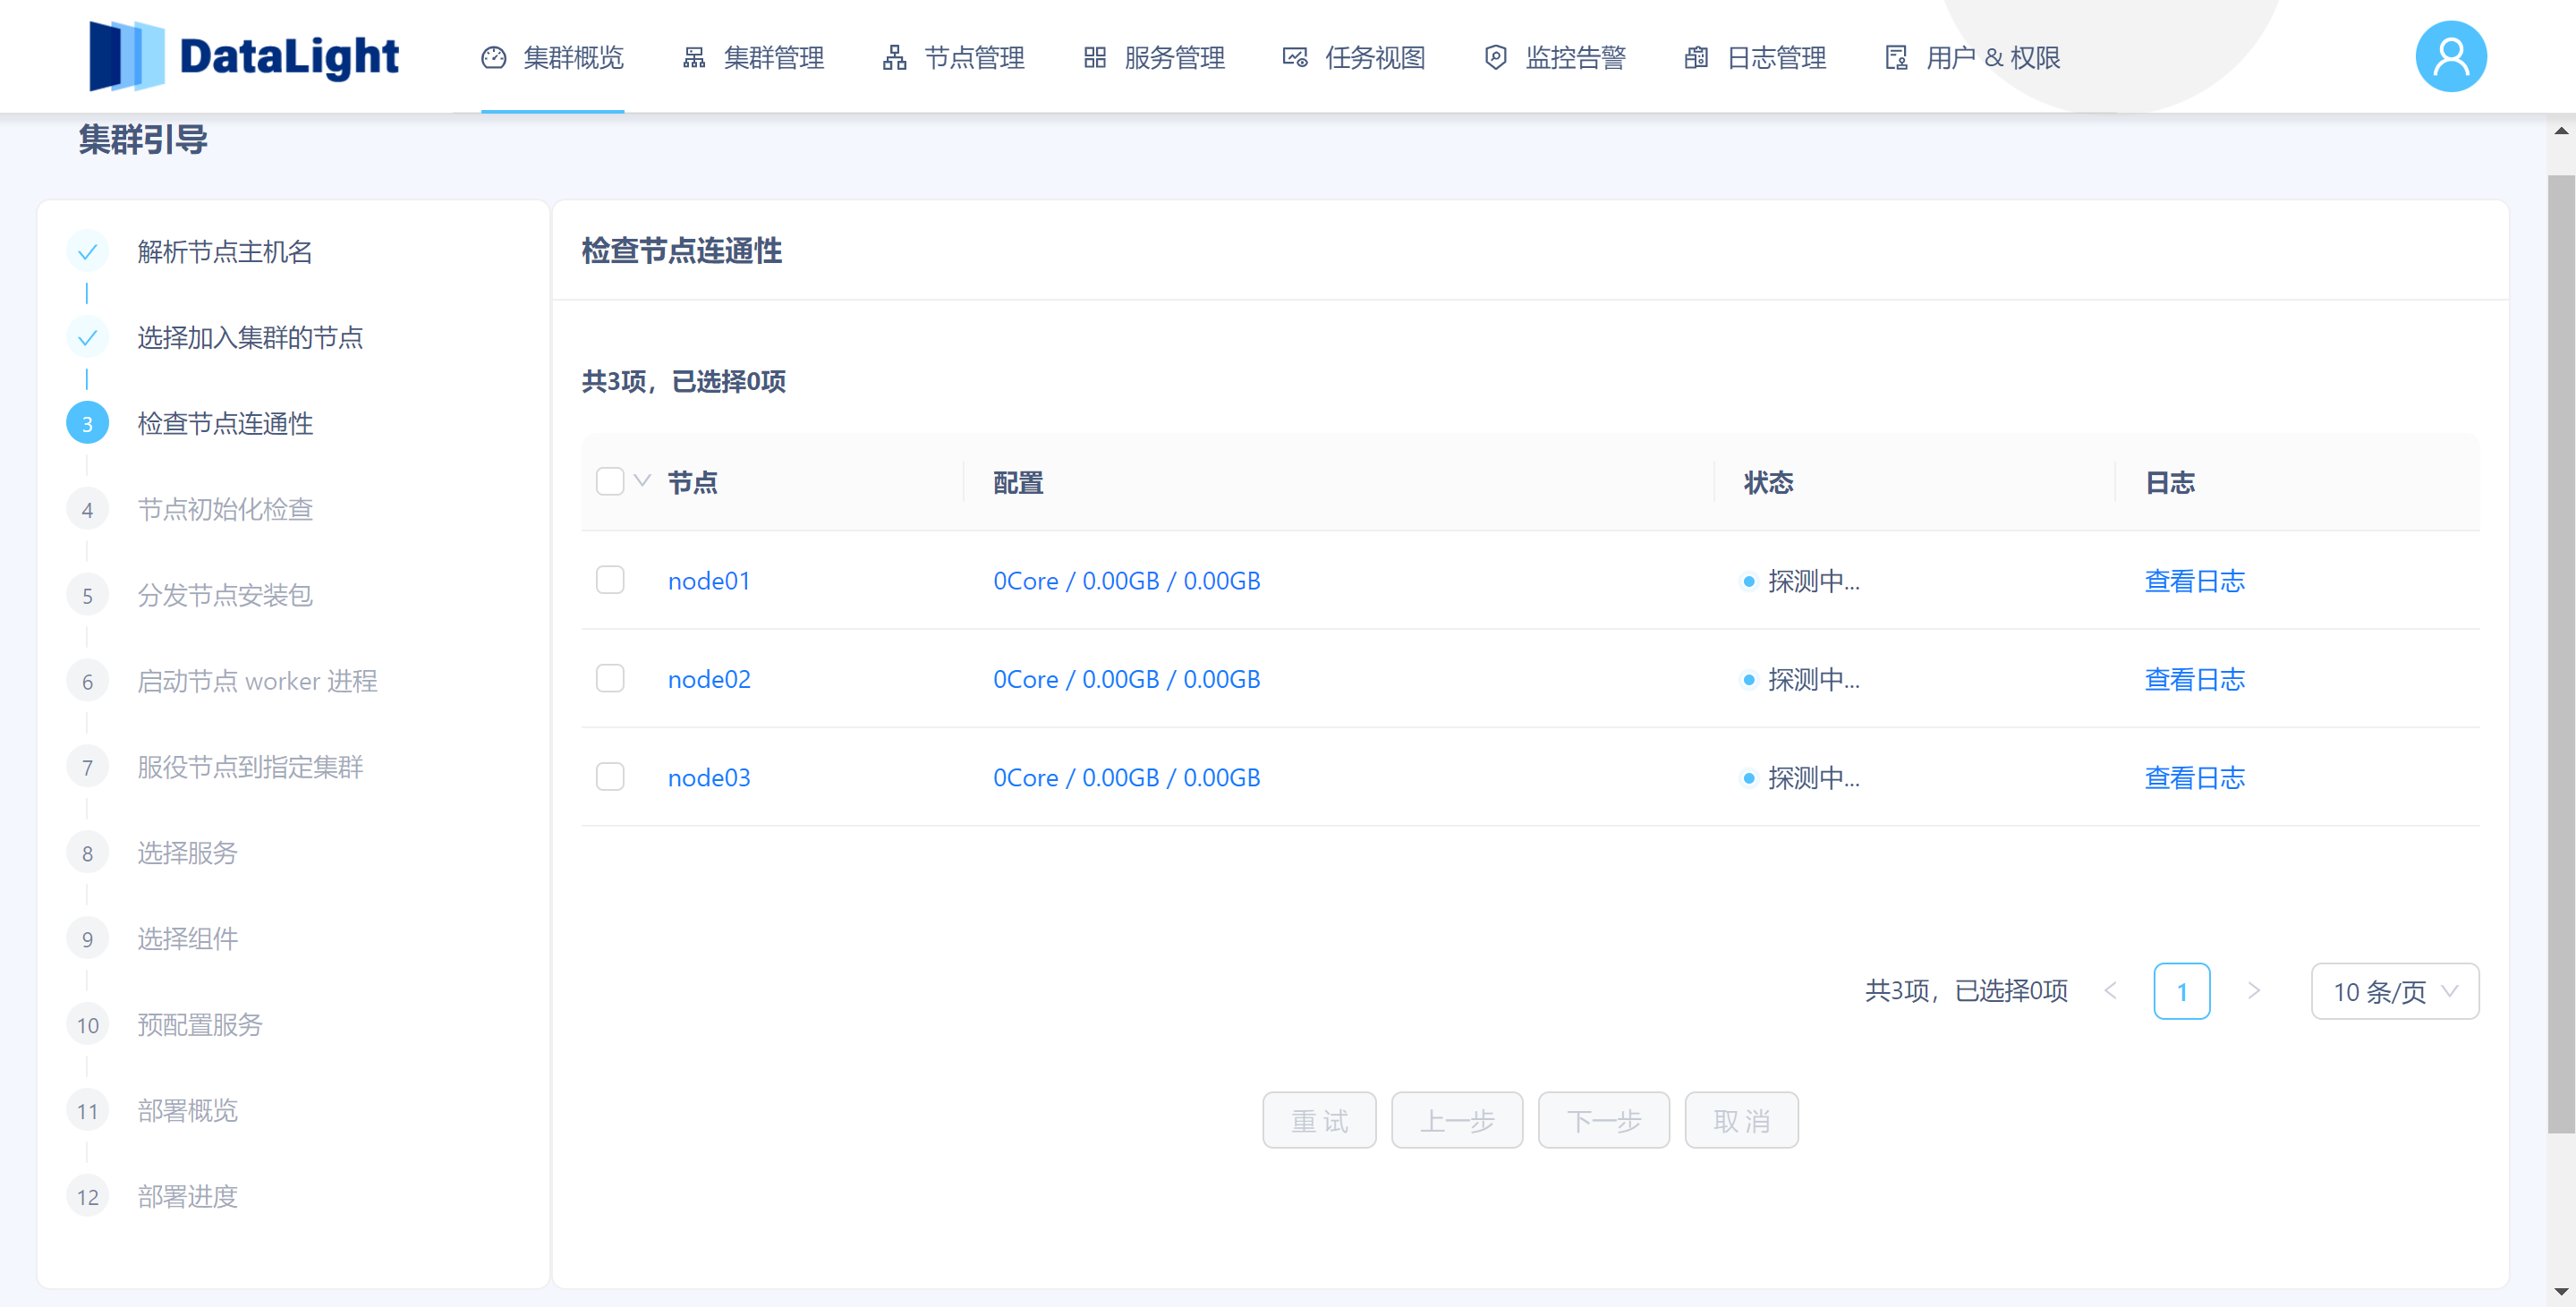 DataLight
集群概览 集群管理 节点管理 服务管理 任务视图 监控告警 日志管理 用户 & 权限
集群引导
解析节点主机名
选择加入集群的节点
3 检查节点连通性
4 节点初始化检查
5 分发节点安装包
6 启动节点 worker 进程
7 服役节点到指定集群
8 选择服务
9 选择组件
10 预配置服务
11 部署概览
12 部署进度
检查节点连通性
共3项，已选择0项
节点 配置 状态 日志
node01 0Core / 0.00GB / 0.00GB 探测中... 查看日志
node02 0Core / 0.00GB / 0.00GB 探测中... 查看日志
node03 0Core / 0.00GB / 0.00GB 探测中... 查看日志
共3项，已选择0项 1 10 条/页
重试 上一步 下一步 取消